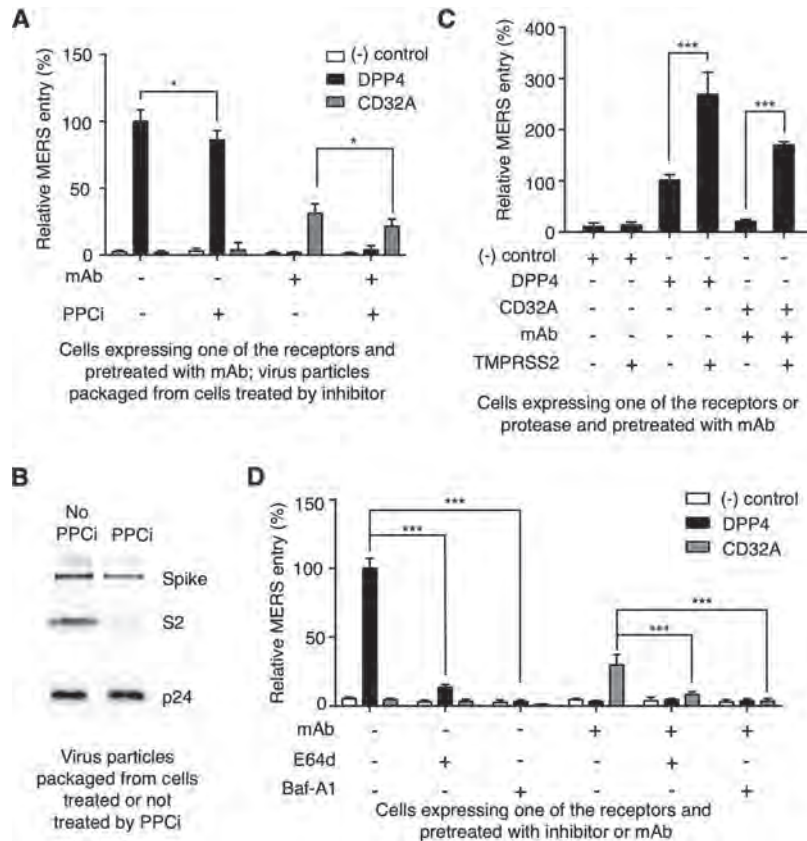 A
Relative MERS entry (%)
150
100
50
0
(-) control
DPP4
CD32A
*
*
mAb - - + +
PPCi - + - +
Cells expressing one of the receptors and
pretreated with mAb; virus particles
packaged from cells treated by inhibitor
C
Relative MERS entry (%)
400
300
200
100
0
***
***
(-) control + + - - - -
DPP4 - - + + - -
CD32A - - - - + +
mAb - - - - + +
TMPRSS2 - + - + - +
Cells expressing one of the receptors or
protease and pretreated with mAb
B
No
PPCi PPCi
Spike
S2
p24
Virus particles
packaged from cells
treated or not
treated by PPCi
D
Relative MERS entry (%)
150
100
50
0
(-) control
DPP4
CD32A
***
***
***
***
mAb - - - + + +
E64d - + - - + -
Baf-A1 - - + - - +
Cells expressing one of the receptors and
pretreated with inhibitor or mAb